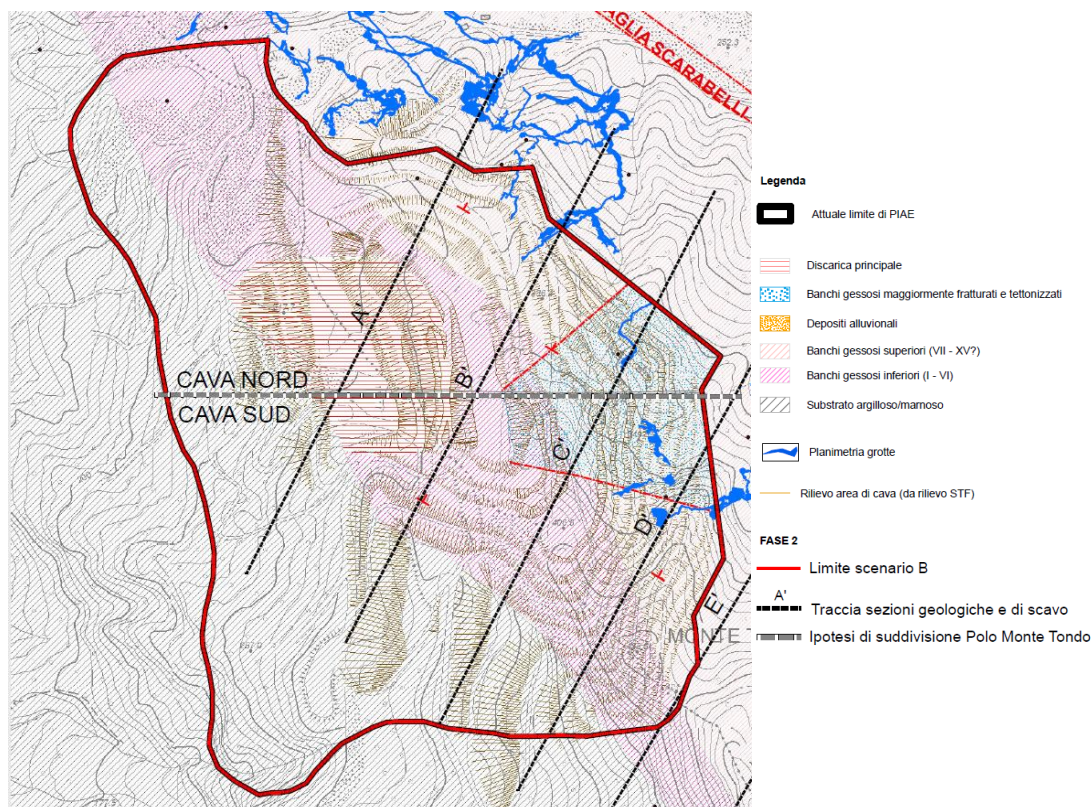 AGLIA SCARABELLI
252.0
A'
B'
CAVA NORD
CAVA SUD
C'
D'
E'
MONTE T
Legenda
Attuale limite di PIAE
Discarica principale
Banchi gessosi maggiormente fratturati e tettonizzati
Depositi alluvionali
Banchi gessosi superiori (VII - XV?)
Banchi gessosi inferiori (I - VI)
Substrato argilloso/marnoso
Planimetria grotte
Rilievo area di cava (da rilievo STF)
FASE 2
Limite scenario B
A'
Traccia sezioni geologiche e di scavo
Ipotesi di suddivisione Polo Monte Tondo